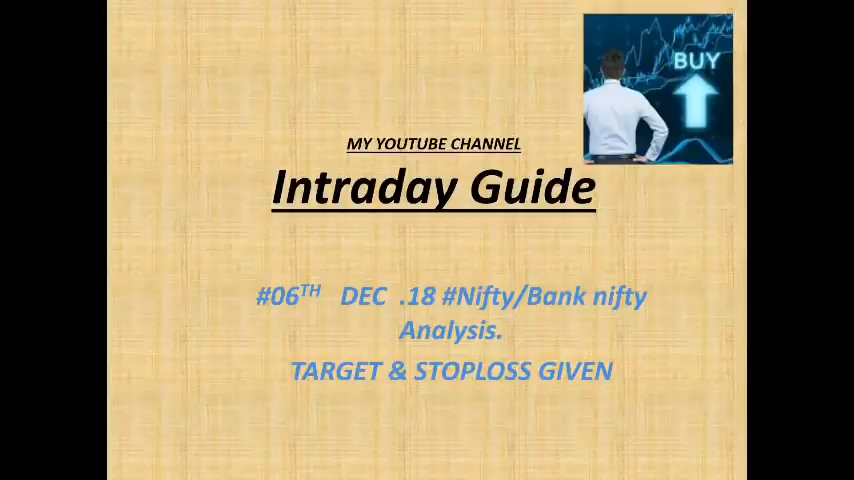 BUY
MY YOUTUBE CHANNEL
Intraday Guide
#06TH DEC .18 #Nifty/Bank nifty
Analysis.
TARGET & STOPLOSS GIVEN